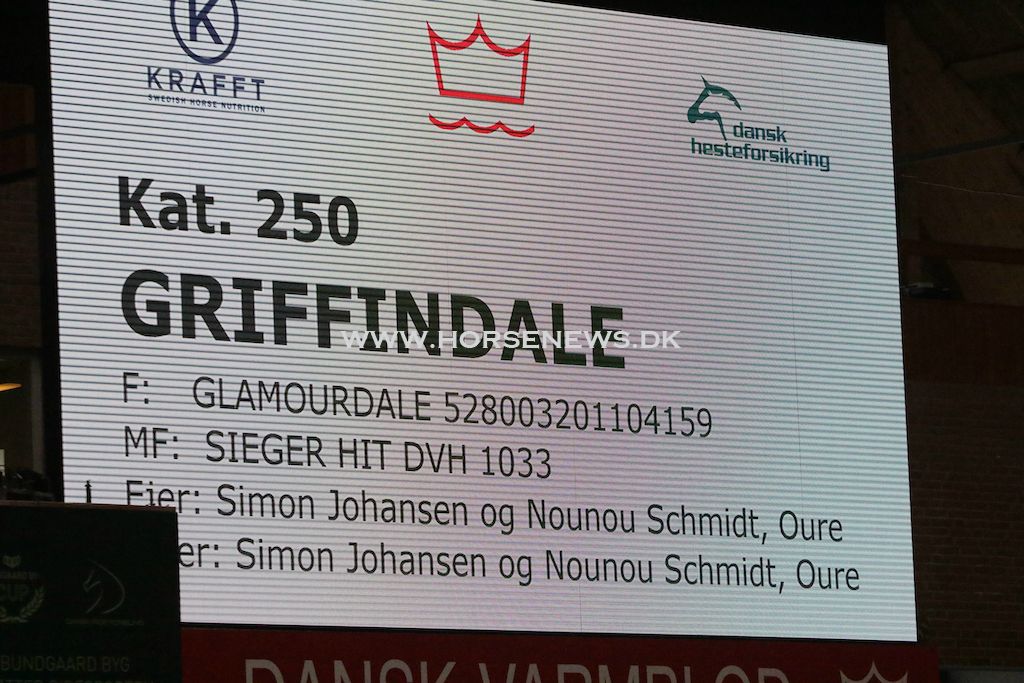 K
KRAFFT
SWEDISH HORSE NUTRITION
dansk
hesteforsikring
Kat. 250
GRIFFINDALE
WWW.HORSENEWS.DK
F: GLAMOURDALE 528003201104159
MF: SIEGER HIT DVH 1033
Ejer: Simon Johansen og Nounou Schmidt, Oure
er: Simon Johansen og Nounou Schmidt, Oure
CUP
BUNDGAARD BYG
DANSK VARMBLOD